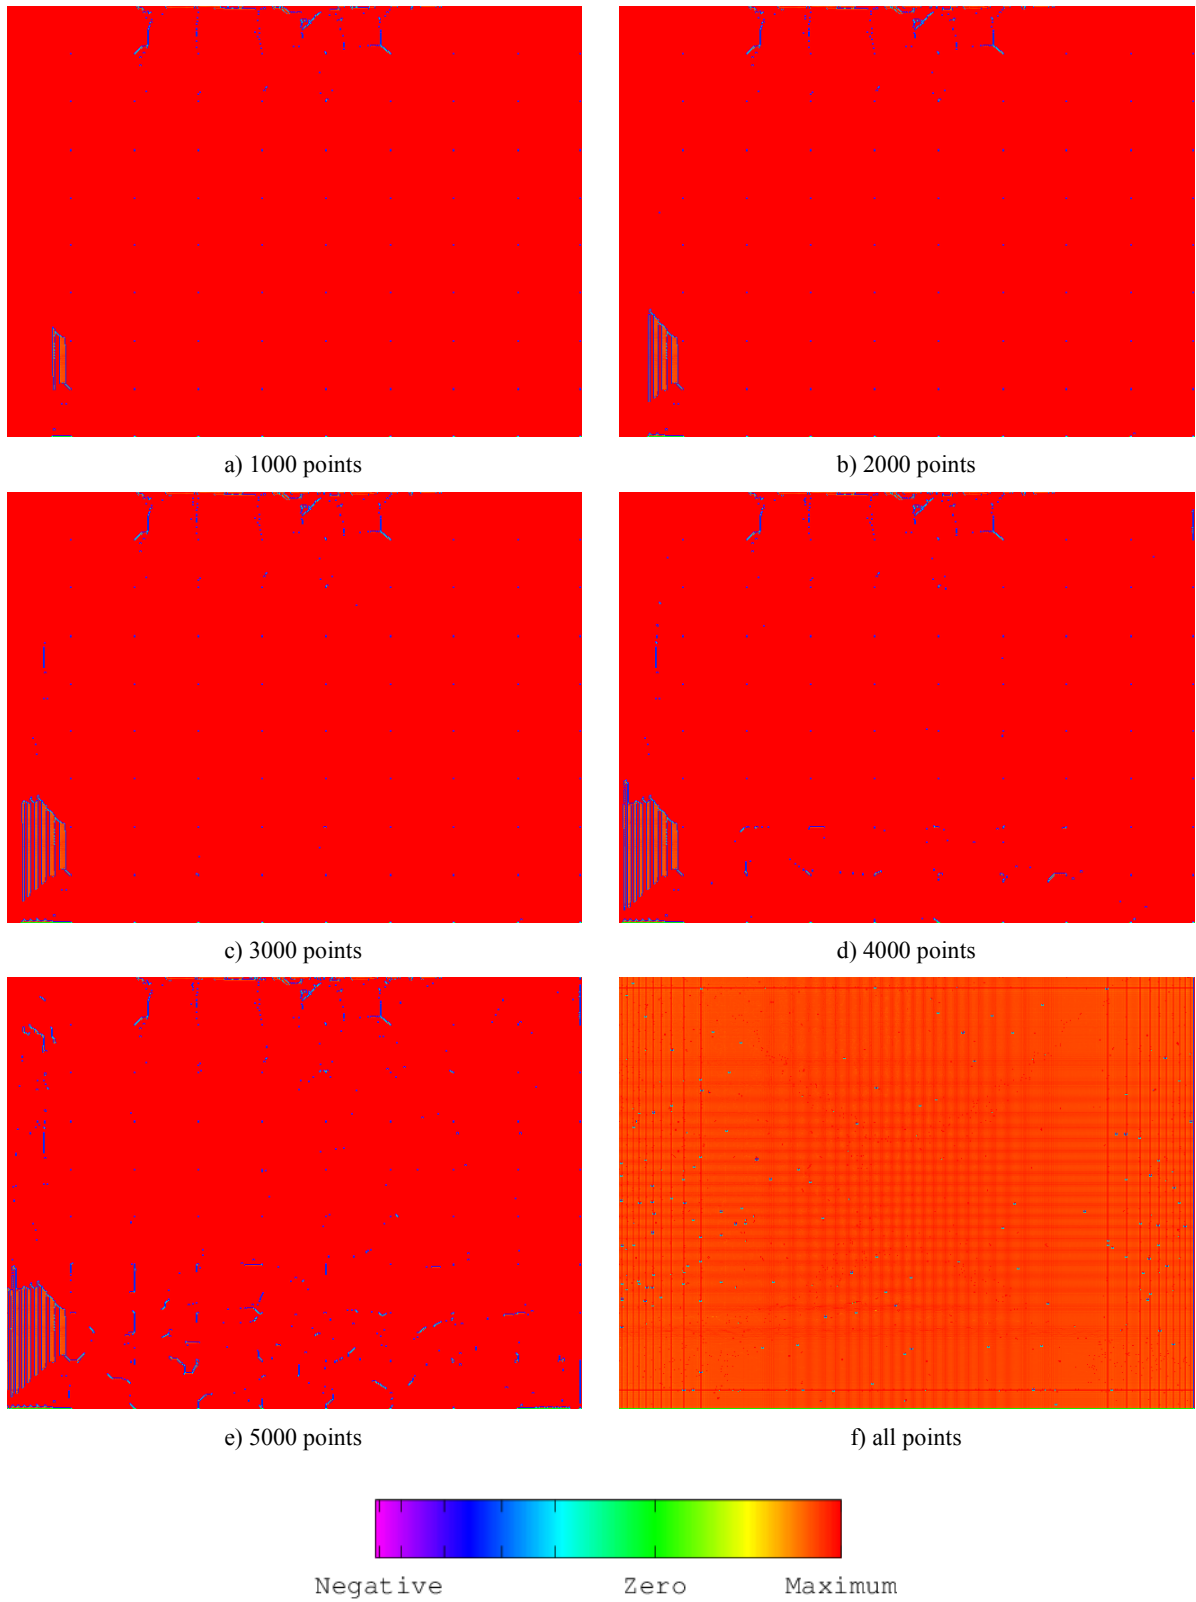 a) 1000 points
b) 2000 points
c) 3000 points
d) 4000 points
e) 5000 points
f) all points
Negative Zero Maximum